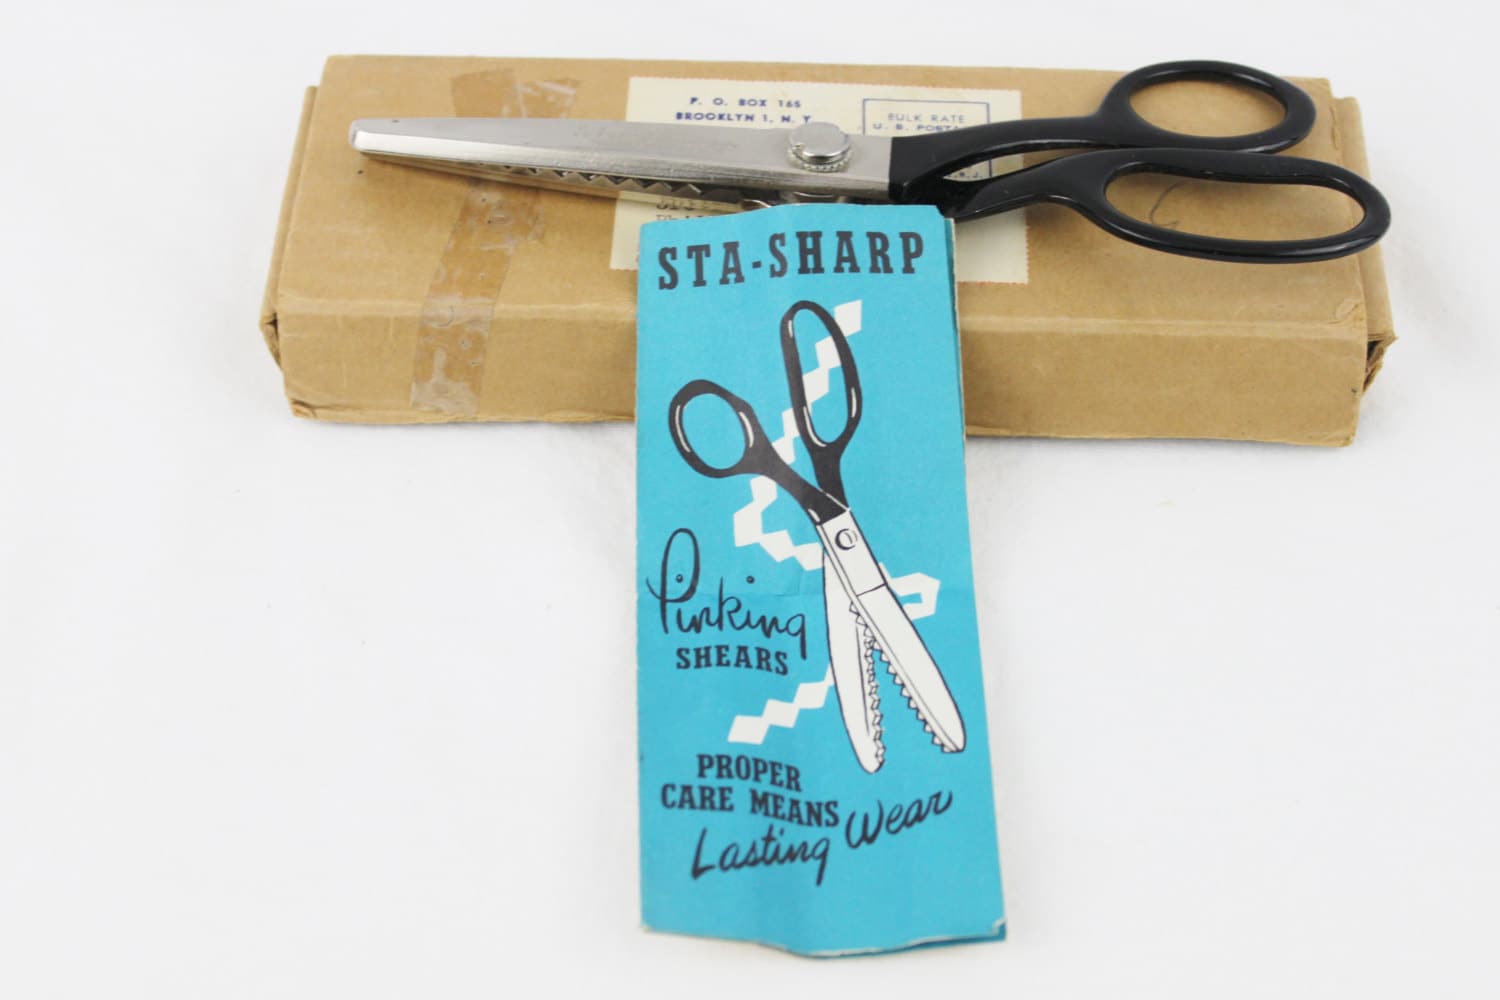 P. O. BOX 165
BROOKLYN 1, N. Y.
BULK RATE
U. S.
STA-SHARP
Pinking
SHEARS
PROPER
CARE MEANS
Lasting Wear